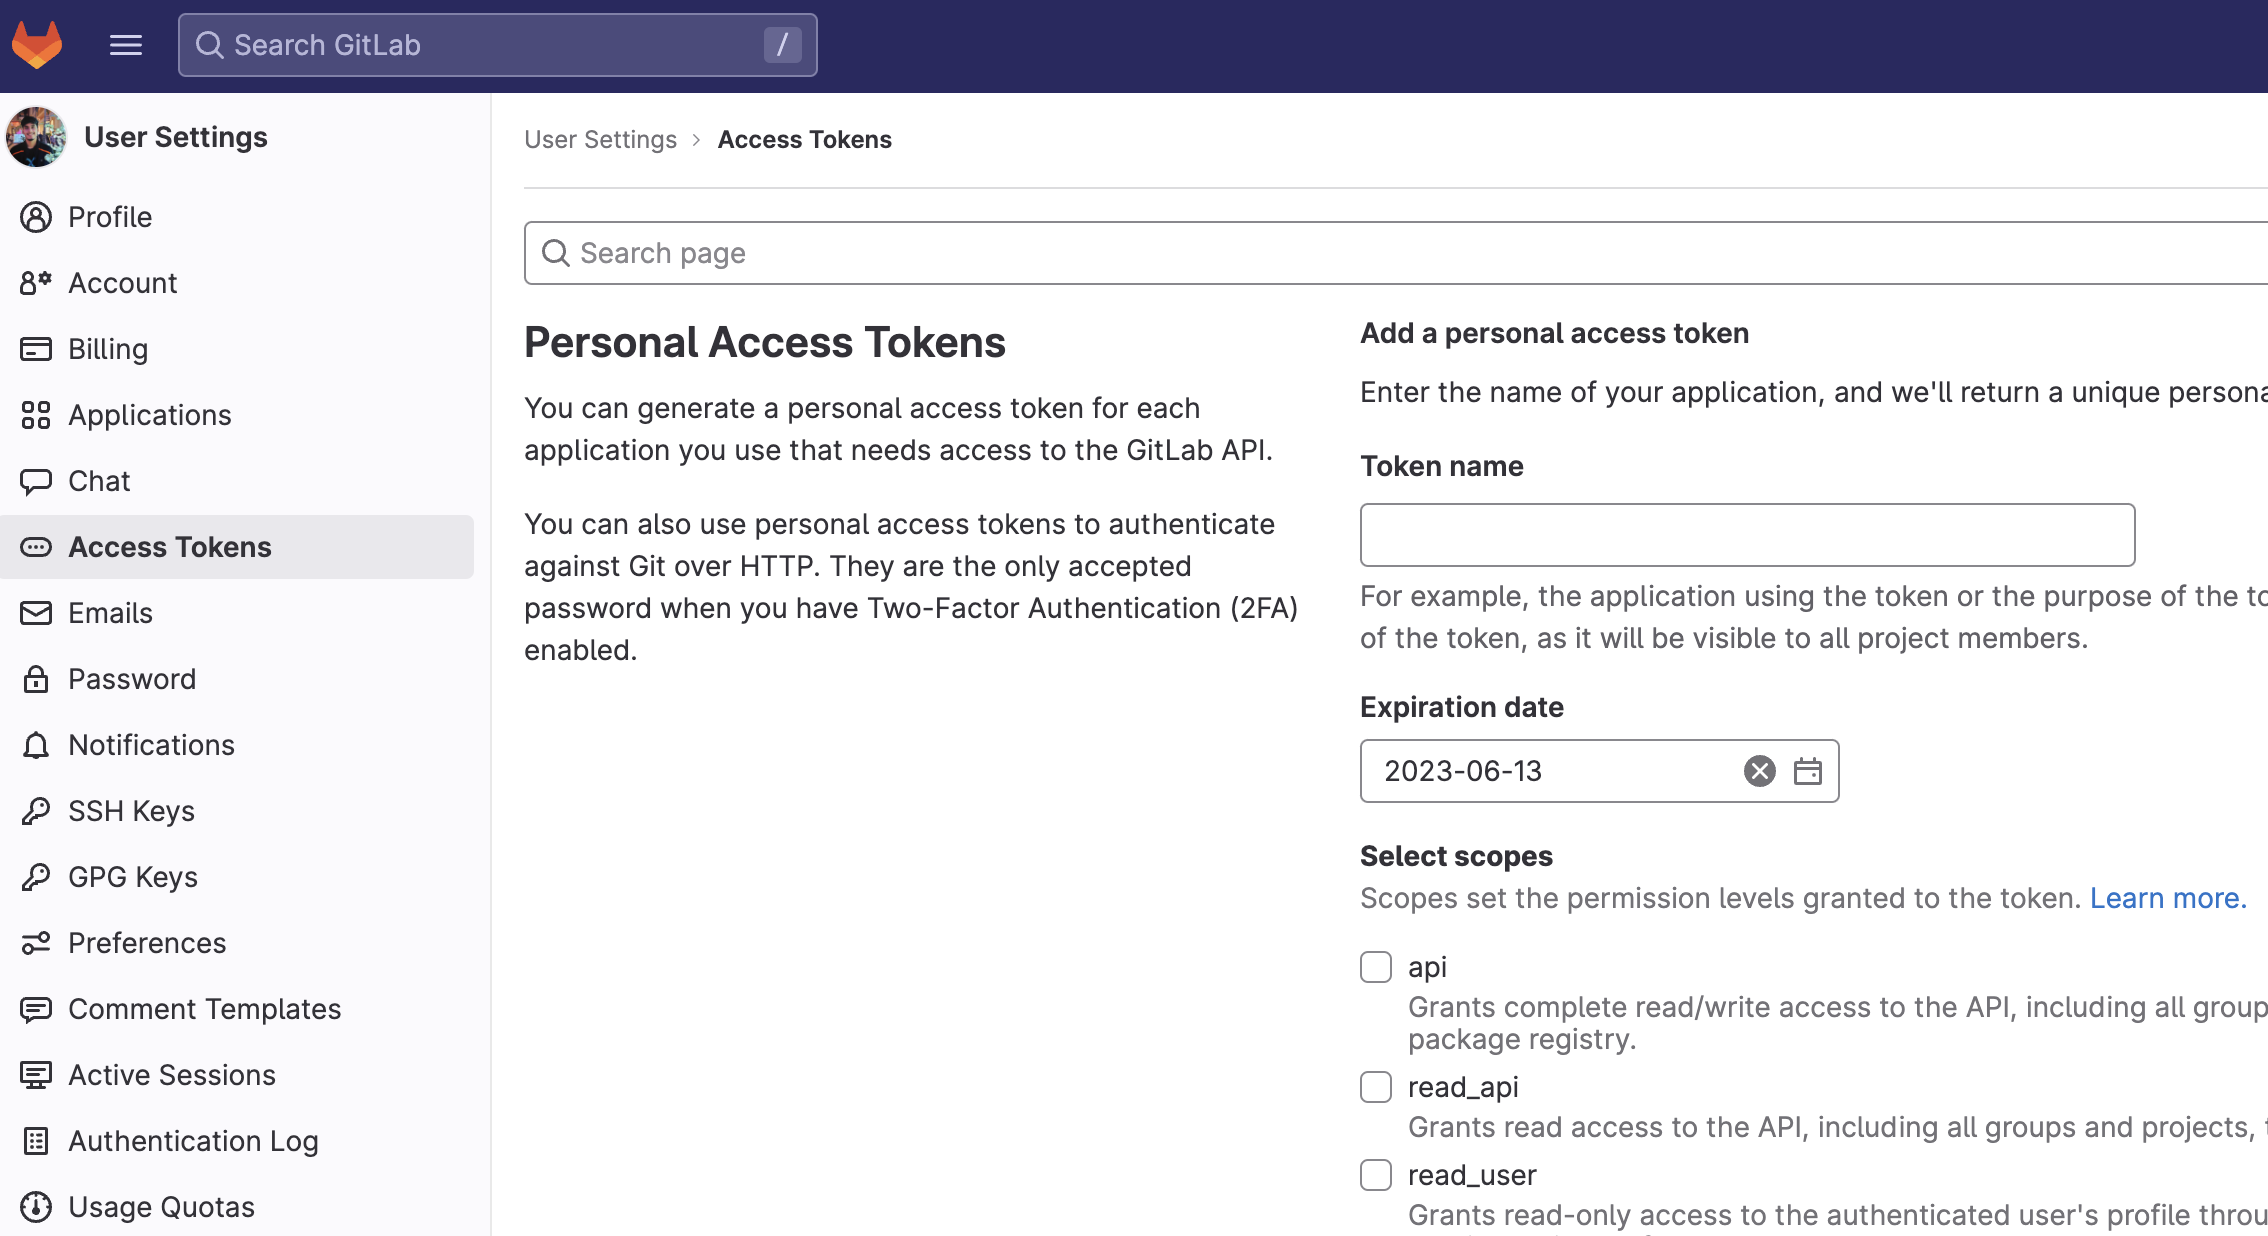 Search GitLab /
User Settings
Profile
Account
Billing
Applications
Chat
Access Tokens
Emails
Password
Notifications
SSH Keys
GPG Keys
Preferences
Comment Templates
Active Sessions
Authentication Log
Usage Quotas
User Settings > Access Tokens
Search page
Personal Access Tokens
You can generate a personal access token for each
application you use that needs access to the GitLab API.
You can also use personal access tokens to authenticate
against Git over HTTP. They are the only accepted
password when you have Two-Factor Authentication (2FA)
enabled.
Add a personal access token
Enter the name of your application, and we'll return a unique persona
Token name
For example, the application using the token or the purpose of the to
of the token, as it will be visible to all project members.
Expiration date
2023-06-13
Select scopes
Scopes set the permission levels granted to the token. Learn more.
api
Grants complete read/write access to the API, including all group
package registry.
read_api
Grants read access to the API, including all groups and projects,
read_user
Grants read-only access to the authenticated user's profile throu